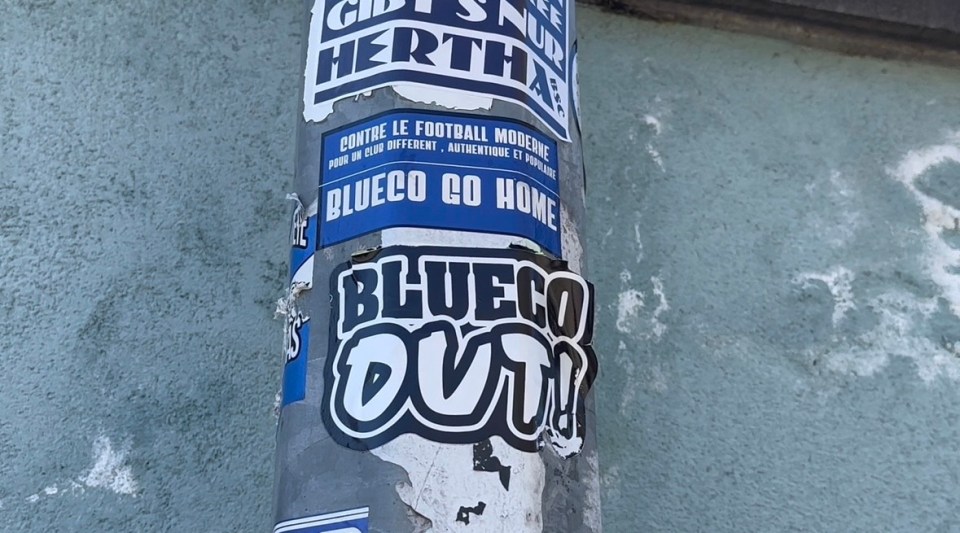 GIBT'S NUR
HERTHA BSC
CONTRE LE FOOTBALL MODERNE
POUR UN CLUB DIFFERENT , AUTHENTIQUE ET POPULAIRE
BLUECO GO HOME
BLUECO
OUT!